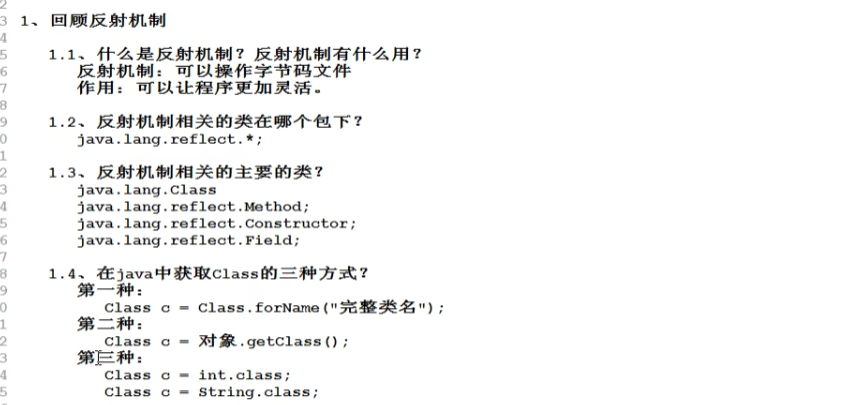 2
3 1、回顾反射机制
4
5 1.1、什么是反射机制？反射机制有什么用？
6 反射机制：可以操作字节码文件
7 作用：可以让程序更加灵活。
8
9 1.2、反射机制相关的类在哪个包下？
0 java.lang.reflect.*;
1
2 1.3、反射机制相关的主要的类？
3 java.lang.Class
4 java.lang.reflect.Method;
5 java.lang.reflect.Constructor;
6 java.lang.reflect.Field;
7
8 1.4、在java中获取Class的三种方式？
9 第一种：
0 Class c = Class.forName("完整类名");
1 第二种：
2 Class c = 对象.getClass();
3 第三种：
4 Class c = int.class;
5 Class c = String.class;